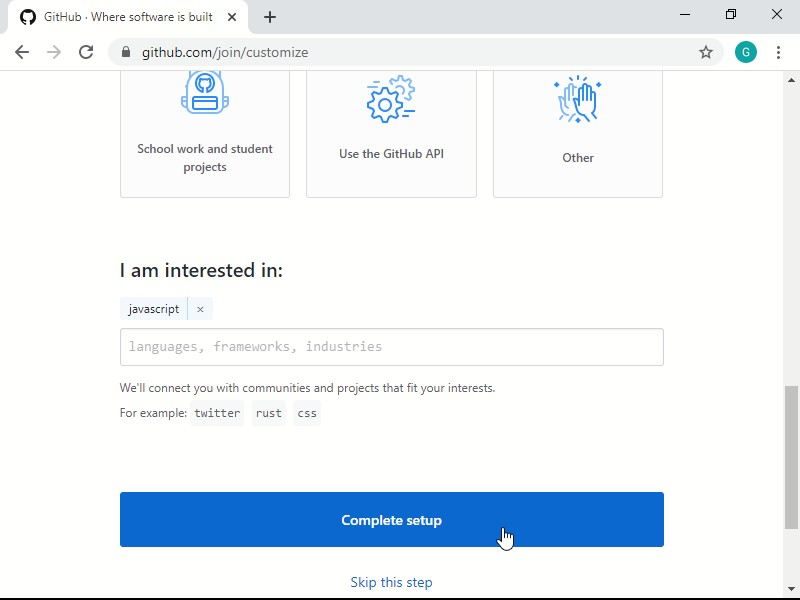 GitHub · Where software is built
github.com/join/customize
G
School work and student
projects
Use the GitHub API
Other
I am interested in:
javascript ×
languages, frameworks, industries
We'll connect you with communities and projects that fit your interests.
For example: twitter rust css
Complete setup
Skip this step